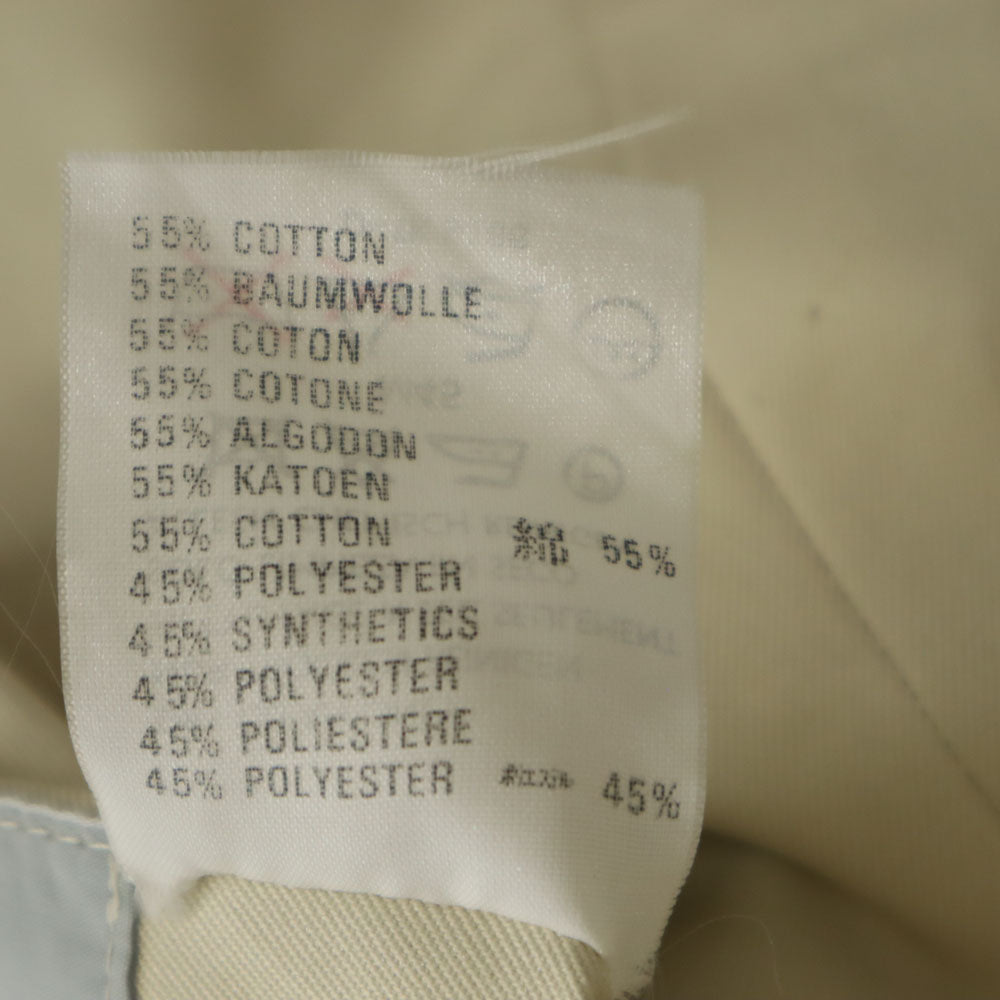 55% COTTON
55% BAUMWOLLE
55% COTON
55% COTONE
55% ALGODON
55% KATOEN
55% COTTON 綿 55%
45% POLYESTER
45% SYNTHETICS
45% POLYESTER
45% POLIESTERE
45% POLYESTER ポリエステル 45%